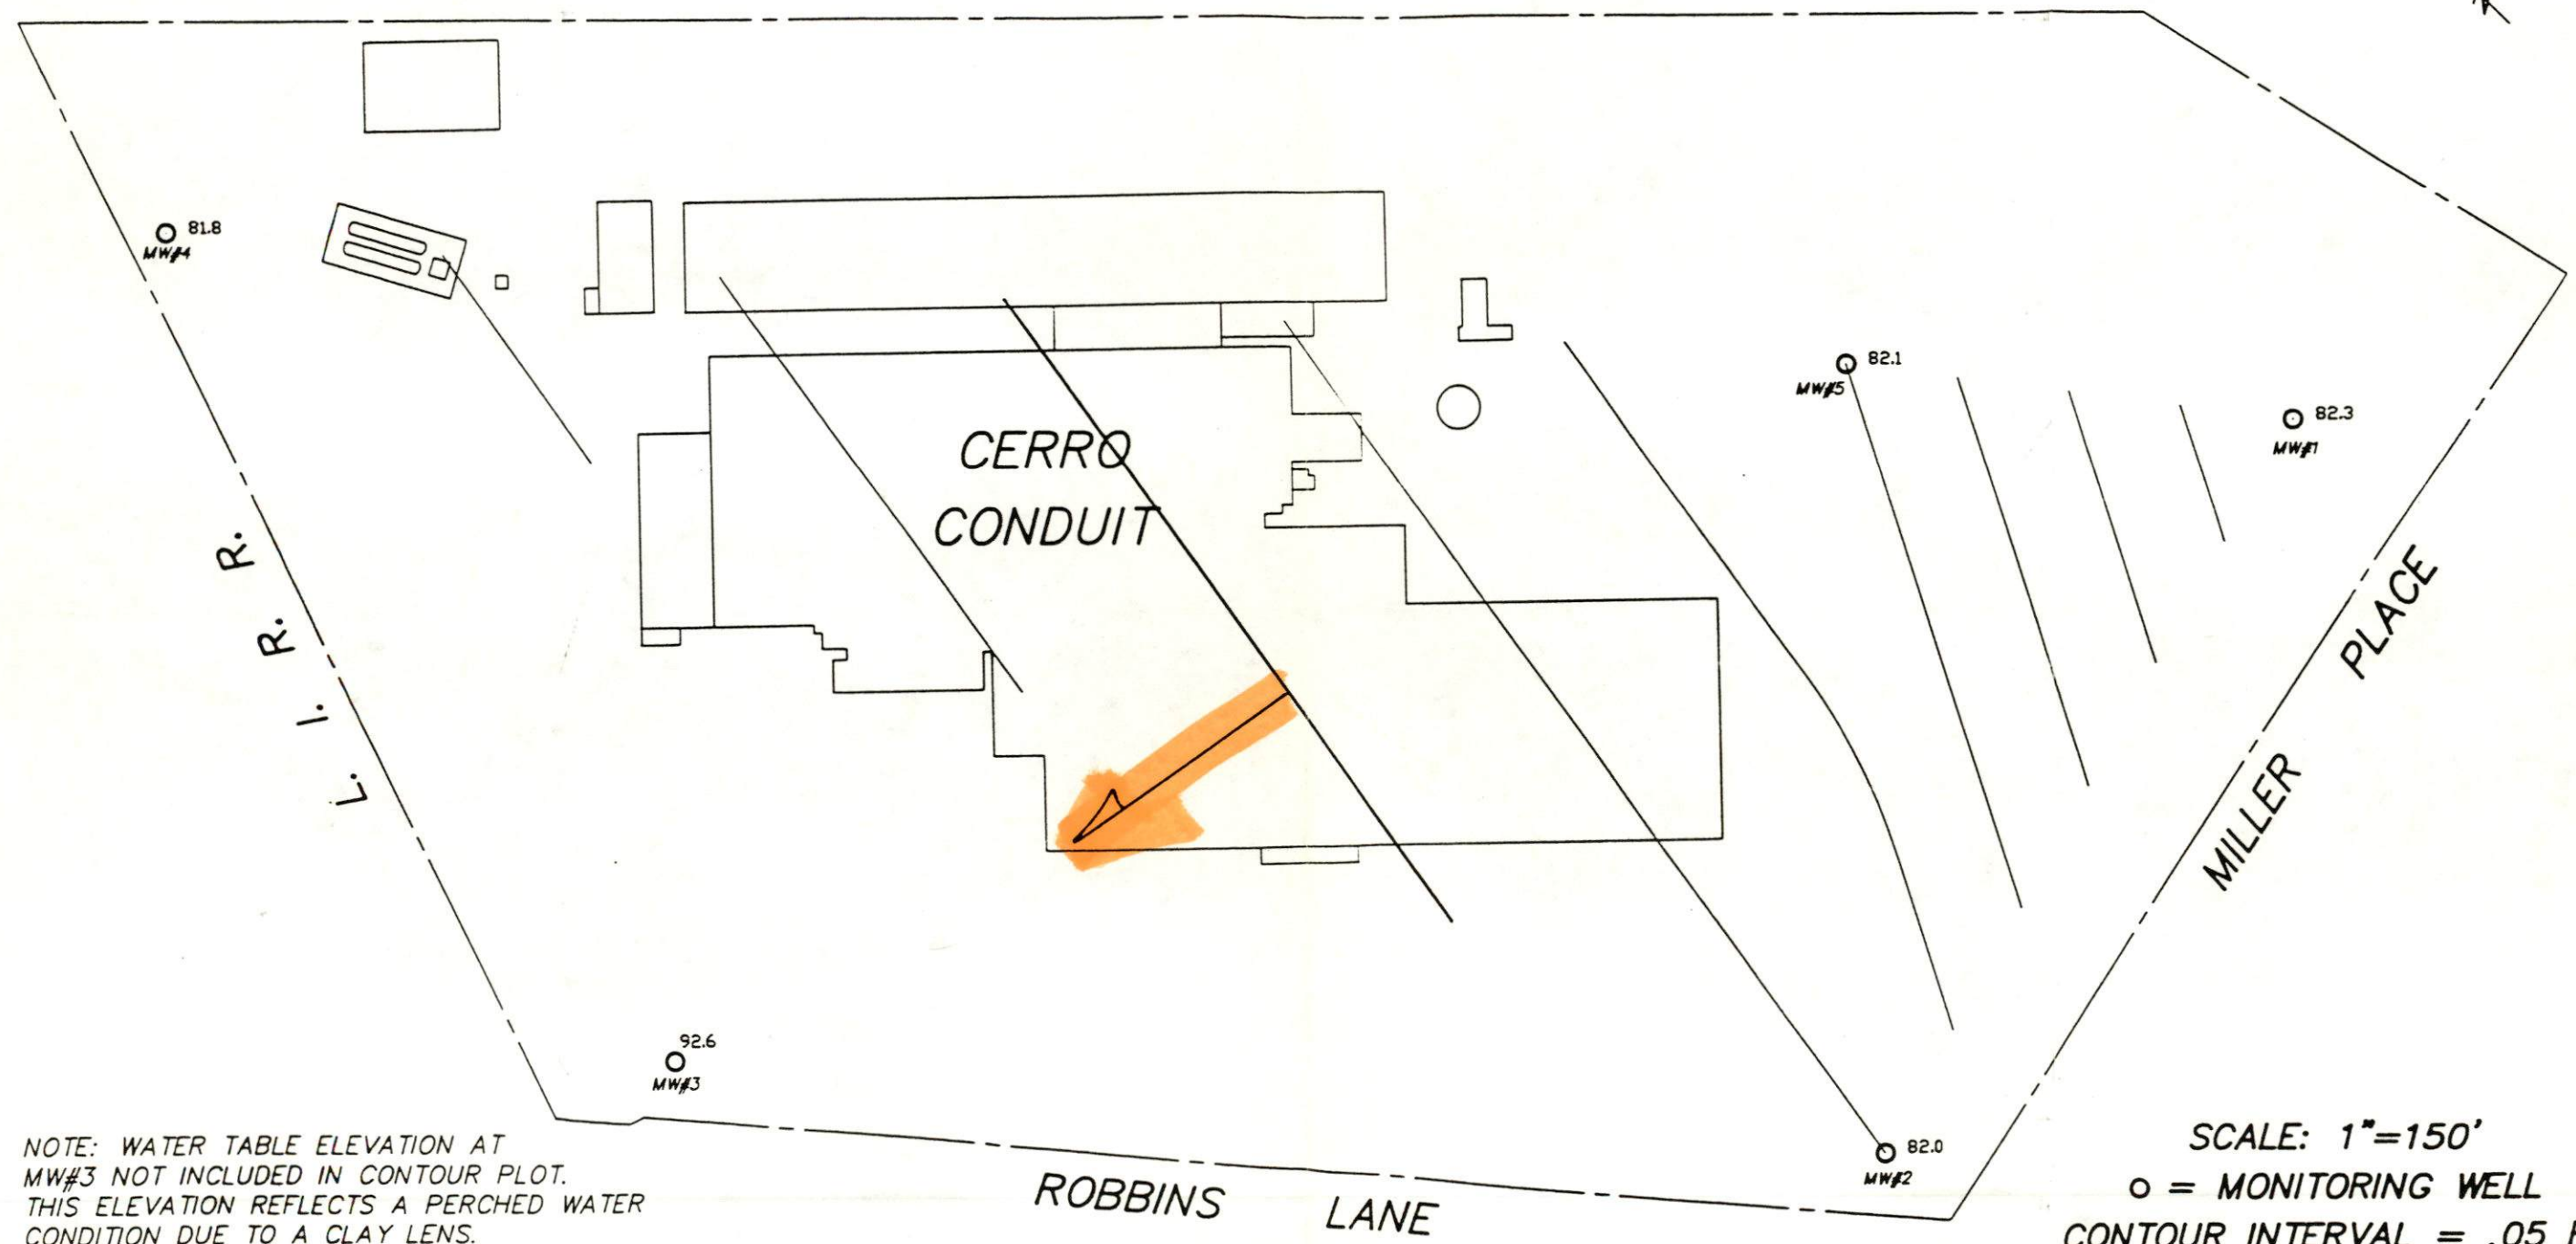 81.8
MW#4
82.1
MW#5
82.3
MW#1
CERRO
CONDUIT
L. I. R. R.
MILLER PLACE
92.6
MW#3
82.0
MW#2
ROBBINS LANE
NOTE: WATER TABLE ELEVATION AT
MW#3 NOT INCLUDED IN CONTOUR PLOT.
THIS ELEVATION REFLECTS A PERCHED WATER
CONDITION DUE TO A CLAY LENS.
SCALE: 1"=150'
o = MONITORING WELL
CONTOUR INTERVAL = .05